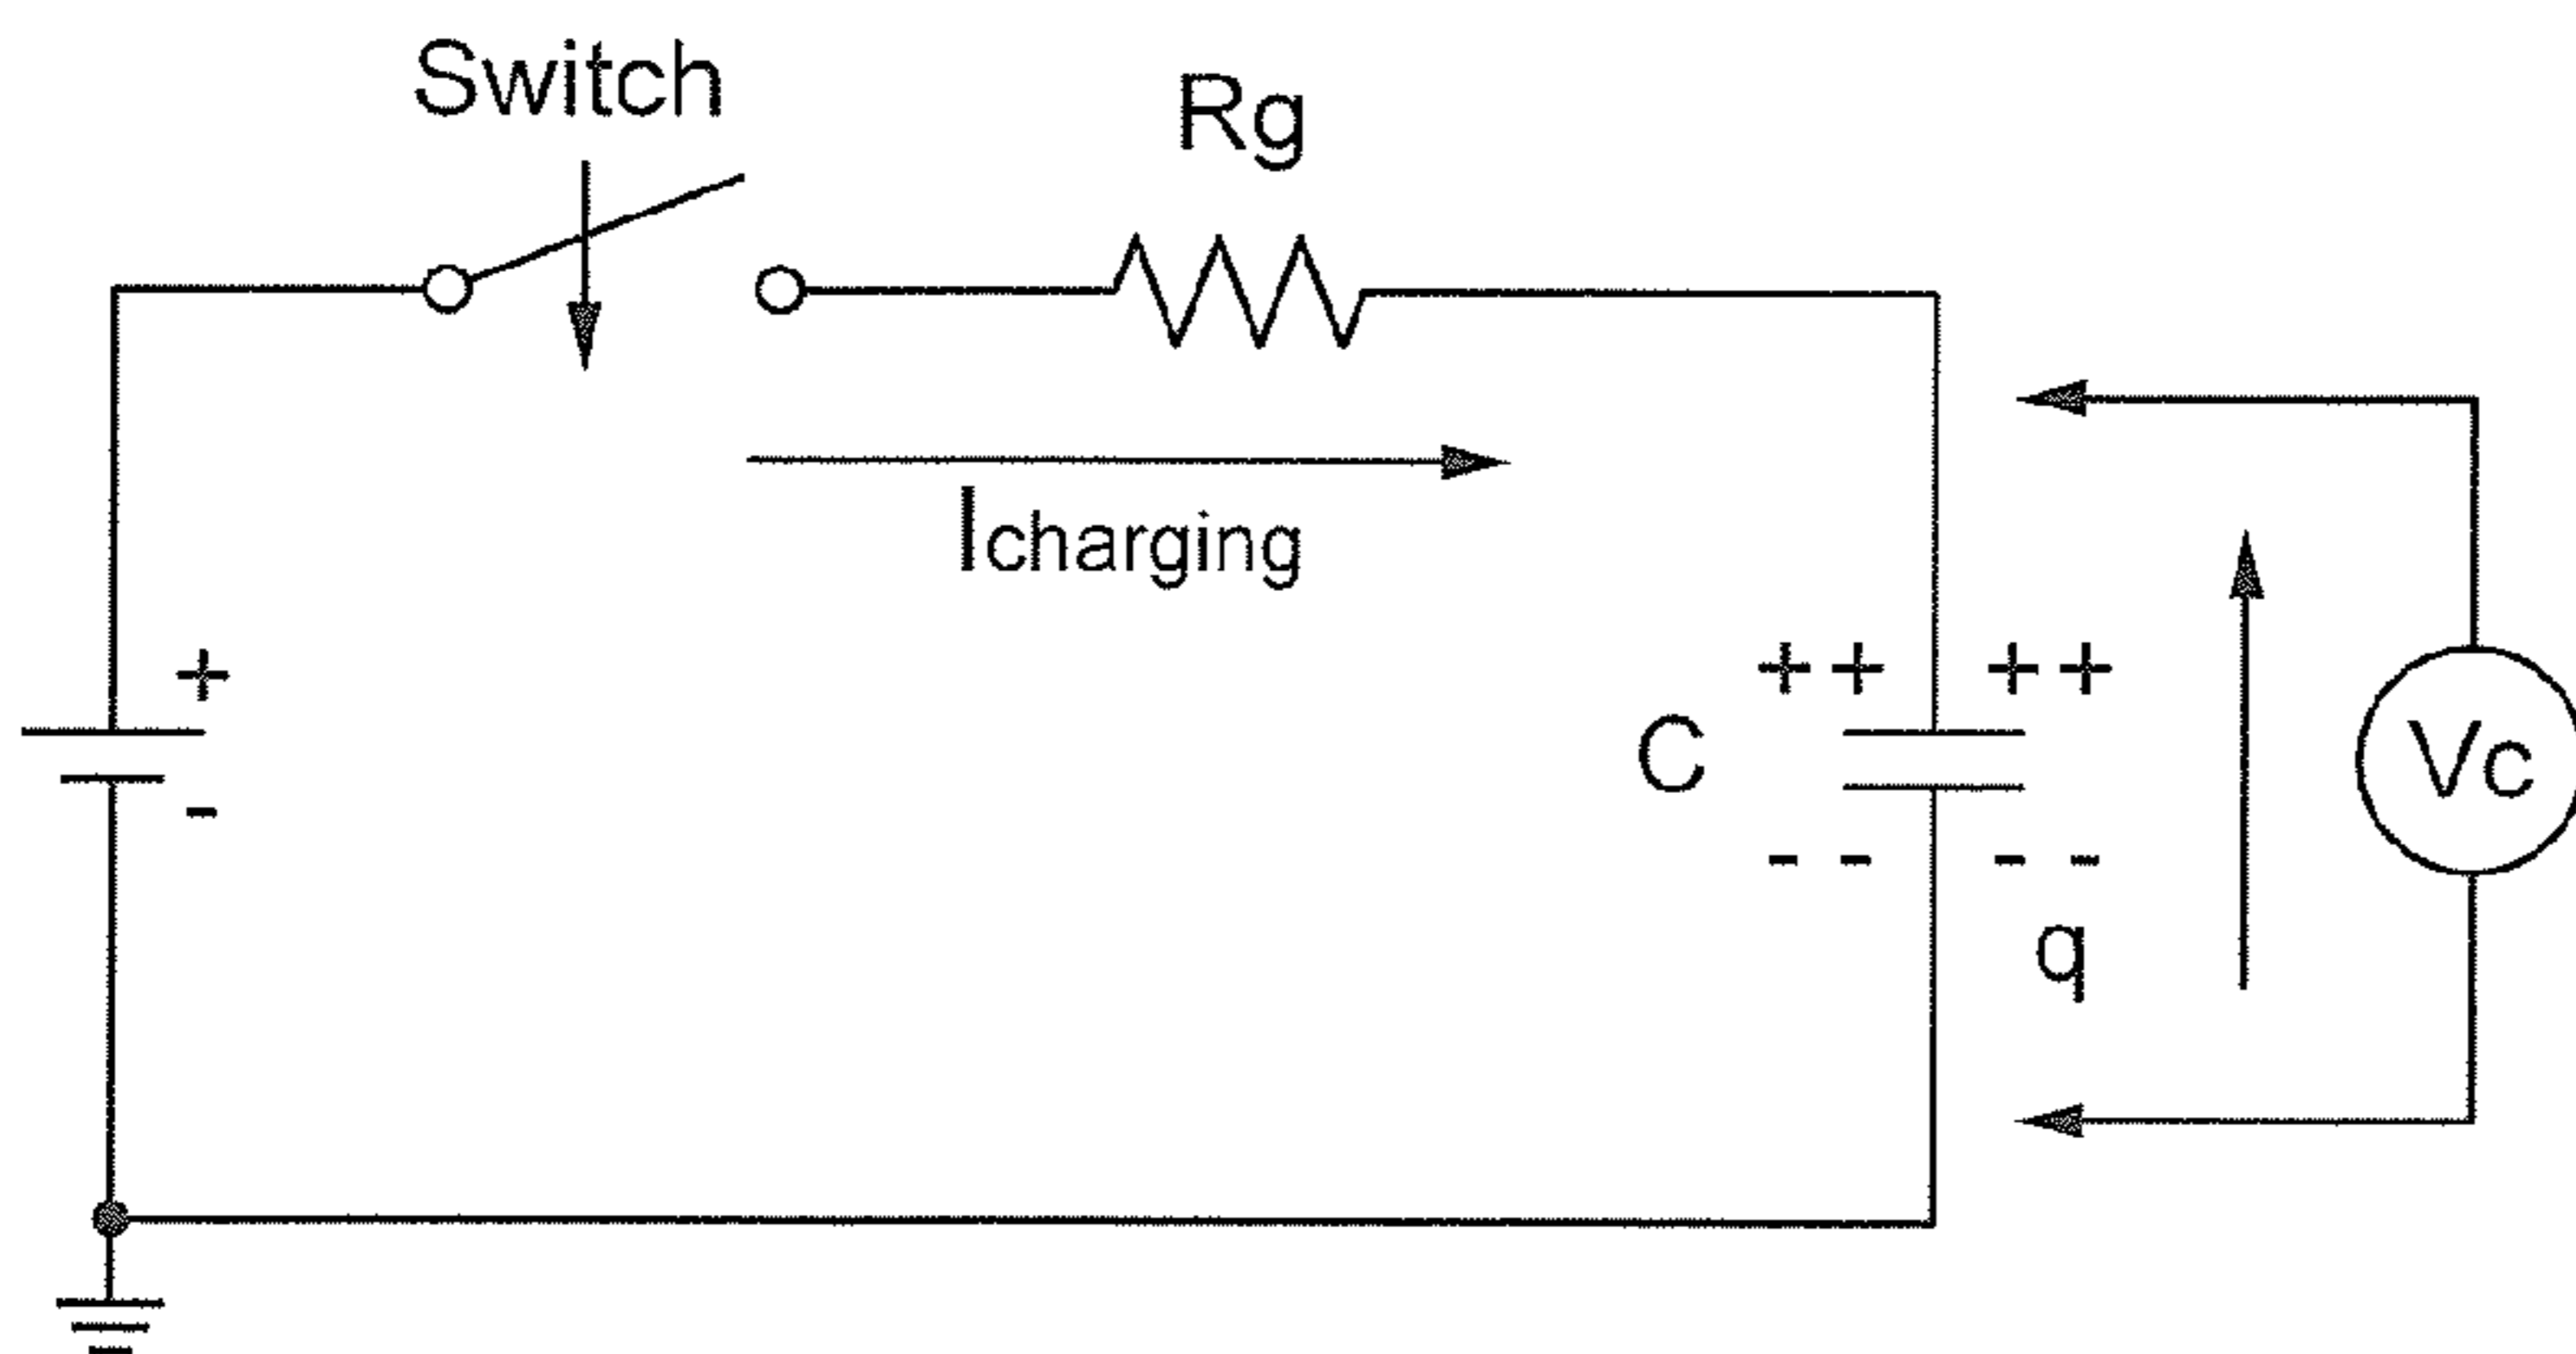 Switch
Rg
Icharging
+
-
++ ++
C
Vc
- - - -
q